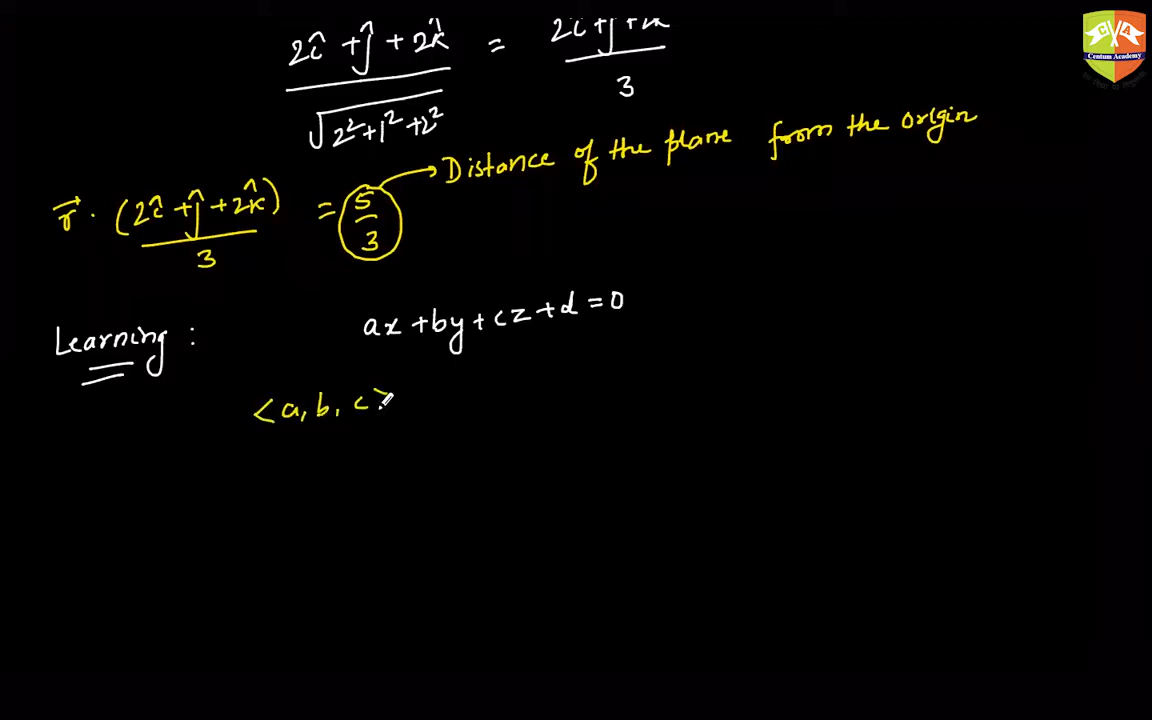 2î + ĵ + 2k̂ = 2î + ĵ + 2k̂
√2² + 1² + 2² 3
r⃗ · (2î + ĵ + 2k̂) = 5 → Distance of the plane from the origin
3 3
Learning : ax + by + cz + d = 0
<a, b, c>
Centum Academy